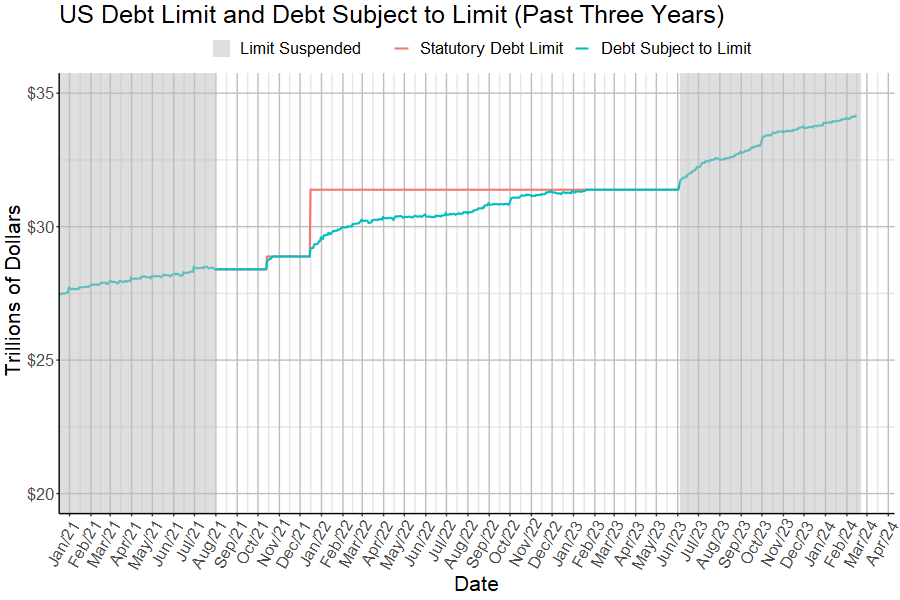 US Debt Limit and Debt Subject to Limit (Past Three Years)
Limit Suspended Statutory Debt Limit Debt Subject to Limit
Trillions of Dollars
$35
$30
$25
$20
Jan/21 Feb/21 Mar/21 Apr/21 May/21 Jun/21 Jul/21 Aug/21 Sep/21 Oct/21 Nov/21 Dec/21 Jan/22 Feb/22 Mar/22 Apr/22 May/22 Jun/22 Jul/22 Aug/22 Sep/22 Oct/22 Nov/22 Dec/22 Jan/23 Feb/23 Mar/23 Apr/23 May/23 Jun/23 Jul/23 Aug/23 Sep/23 Oct/23 Nov/23 Dec/23 Jan/24 Feb/24 Mar/24 Apr/24
Date